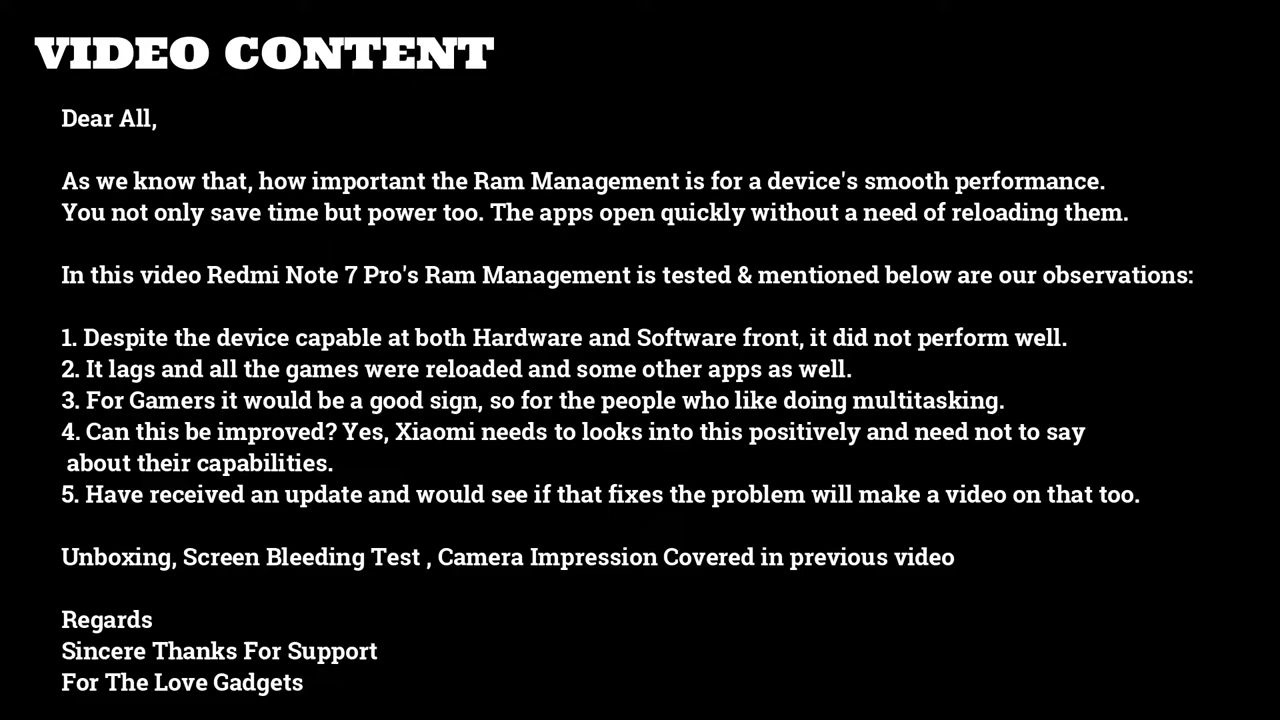 VIDEO CONTENT
Dear All,
As we know that, how important the Ram Management is for a device's smooth performance.
You not only save time but power too. The apps open quickly without a need of reloading them.
In this video Redmi Note 7 Pro's Ram Management is tested & mentioned below are our observations:
1. Despite the device capable at both Hardware and Software front, it did not perform well.
2. It lags and all the games were reloaded and some other apps as well.
3. For Gamers it would be a good sign, so for the people who like doing multitasking.
4. Can this be improved? Yes, Xiaomi needs to looks into this positively and need not to say
about their capabilities.
5. Have received an update and would see if that fixes the problem will make a video on that too.
Unboxing, Screen Bleeding Test , Camera Impression Covered in previous video
Regards
Sincere Thanks For Support
For The Love Gadgets